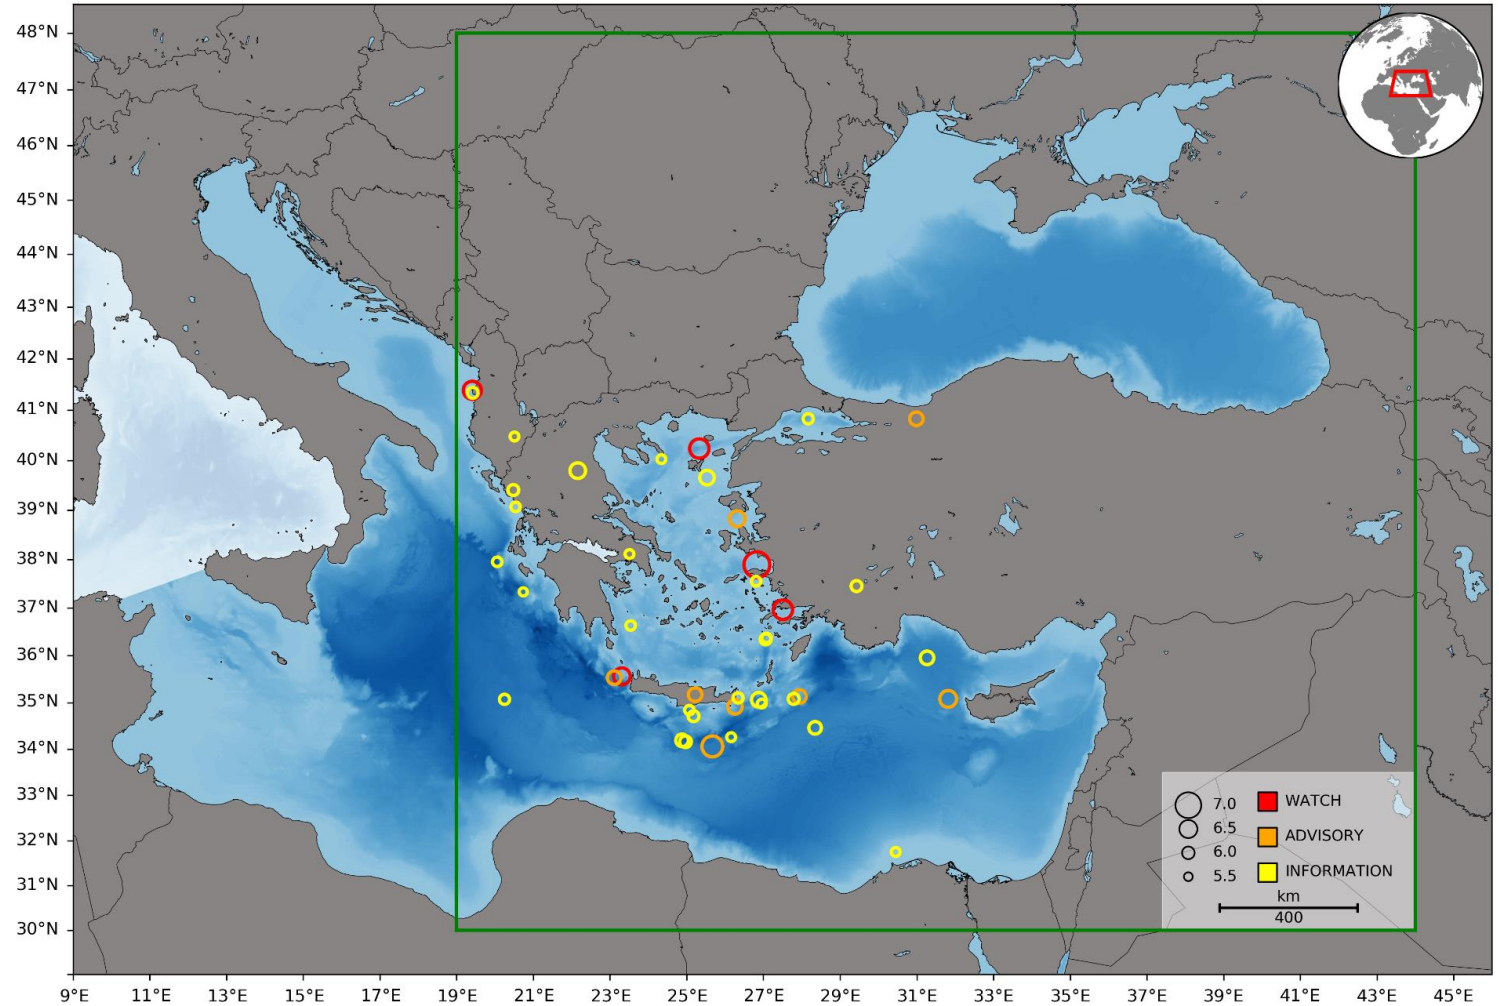 48°N
47°N
46°N
45°N
44°N
43°N
42°N
41°N
40°N
39°N
38°N
37°N
36°N
35°N
34°N
33°N
32°N
31°N
30°N
7.0 WATCH
6.5
6.0 ADVISORY
5.5 INFORMATION
km
400
9°E 11°E 13°E 15°E 17°E 19°E 21°E 23°E 25°E 27°E 29°E 31°E 33°E 35°E 37°E 39°E 41°E 43°E 45°E